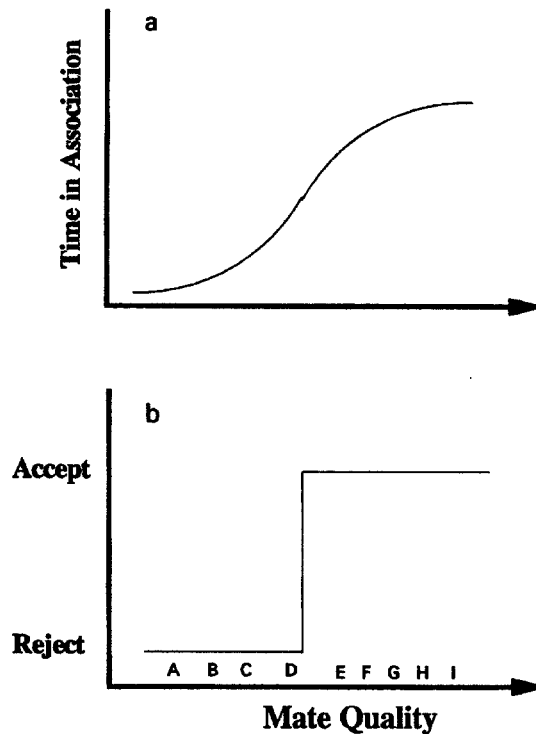 a
Time in Association
b
Accept
Reject
A B C D E F G H I
Mate Quality